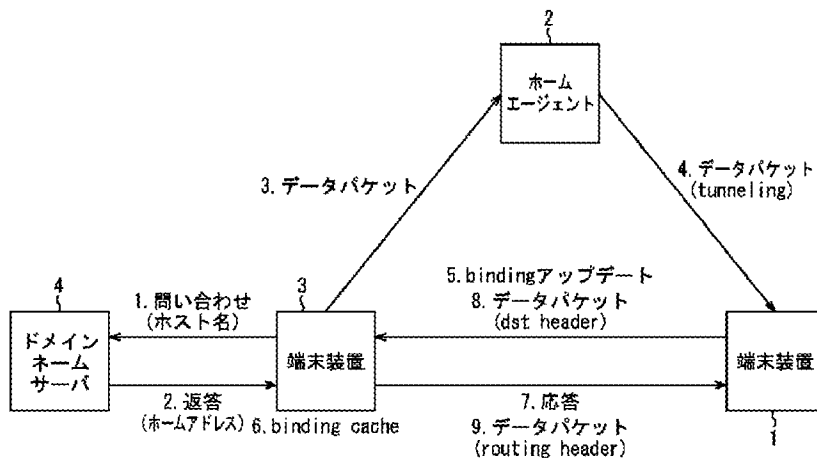 2
ホーム
エージェント
3.データパケット
4.データパケット
(tunneling)
4
1.問い合わせ
(ホスト名)
3
5.bindingアップデート
8.データパケット
(dst header)
ドメイン
ネーム
サーバ
端末装置
端末装置
2.返答
(ホームアドレス)
6.binding cache
7.応答
9.データパケット
(routing header)
1